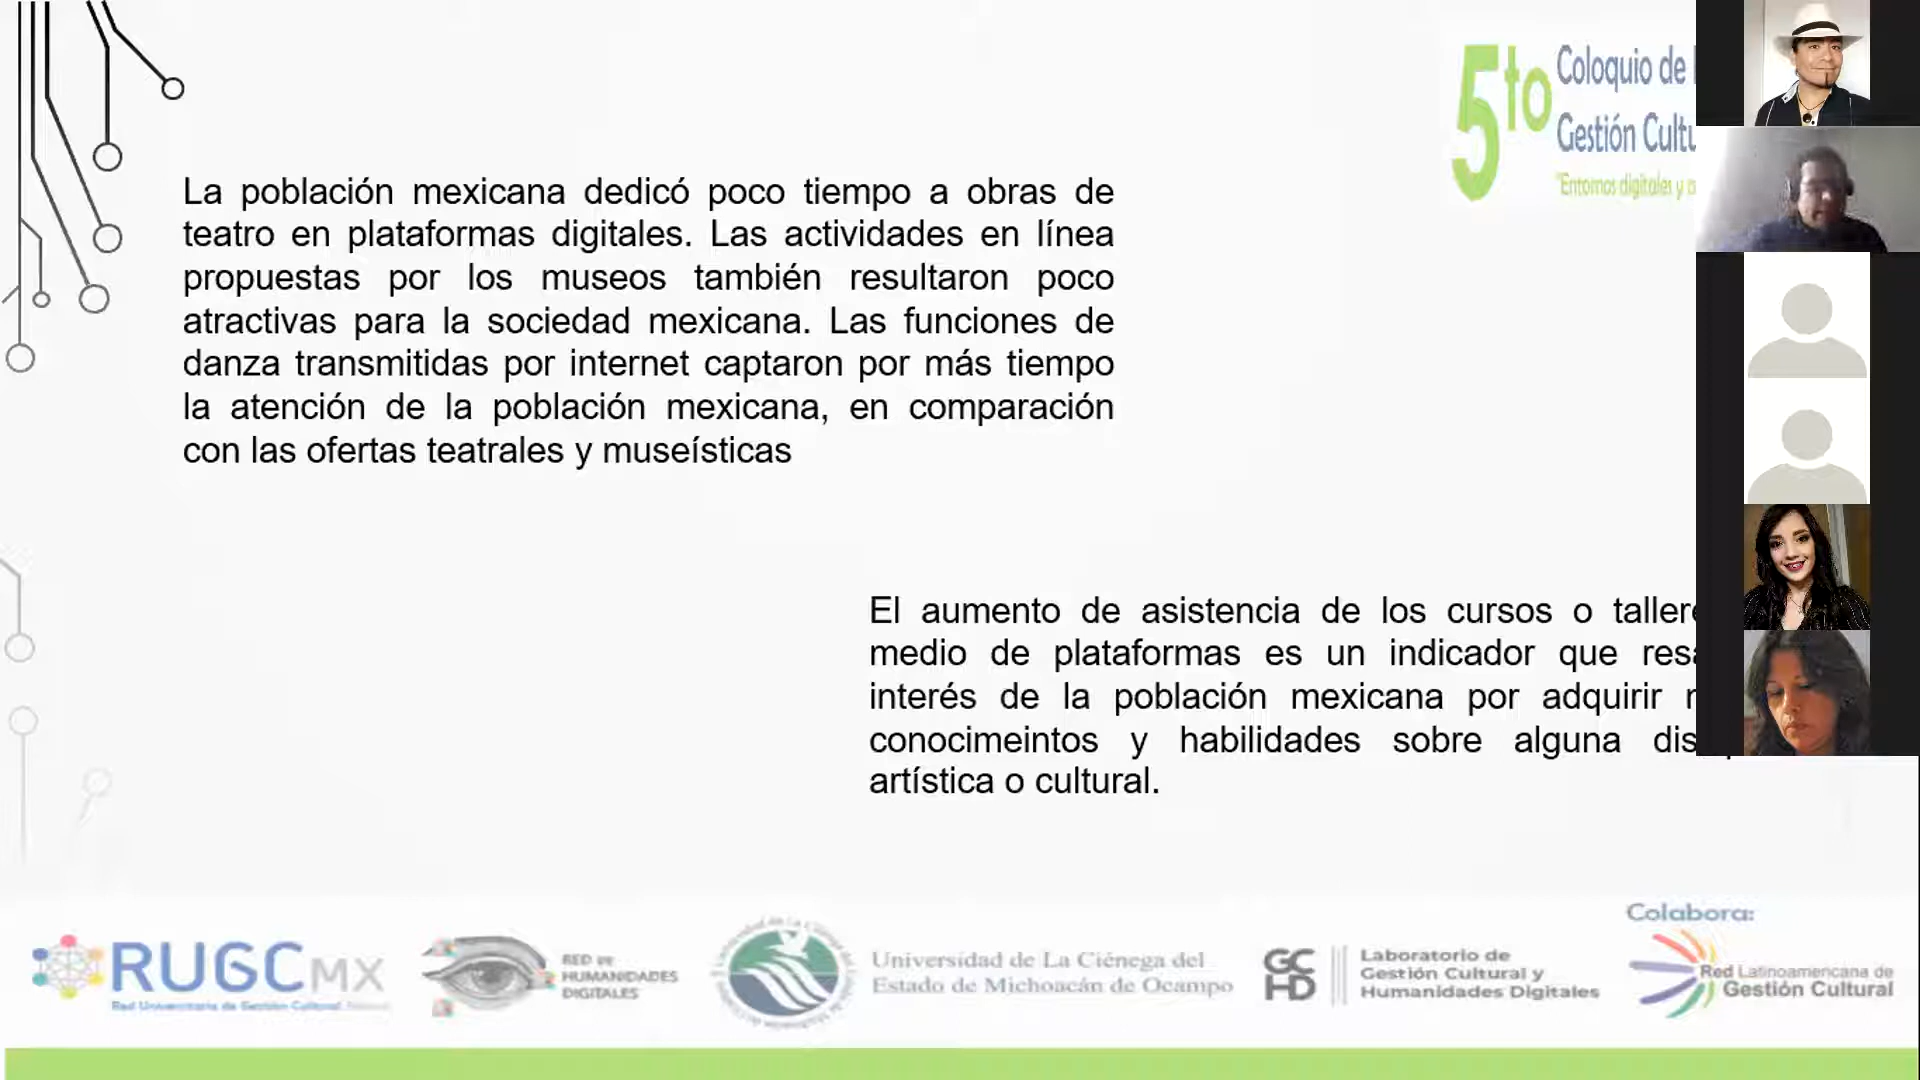 5to Coloquio de
Gestión Cultu
"Entornos digitales y
La población mexicana dedicó poco tiempo a obras de
teatro en plataformas digitales. Las actividades en línea
propuestas por los museos también resultaron poco
atractivas para la sociedad mexicana. Las funciones de
danza transmitidas por internet captaron por más tiempo
la atención de la población mexicana, en comparación
con las ofertas teatrales y museísticas
El aumento de asistencia de los cursos o tallere
medio de plataformas es un indicador que res
interés de la población mexicana por adquirir
conocimeintos y habilidades sobre alguna dis
artística o cultural.
Colabora:
RUGCMX
Red Universitaria de Gestión Cultural
RED DE
HUMANIDADES
DIGITALES
Universidad de La Ciénega del
Estado de Michoacán de Ocampo
GC
HD
Laboratorio de
Gestión Cultural y
Humanidades Digitales
Red Latinoamericana de
Gestión Cultural